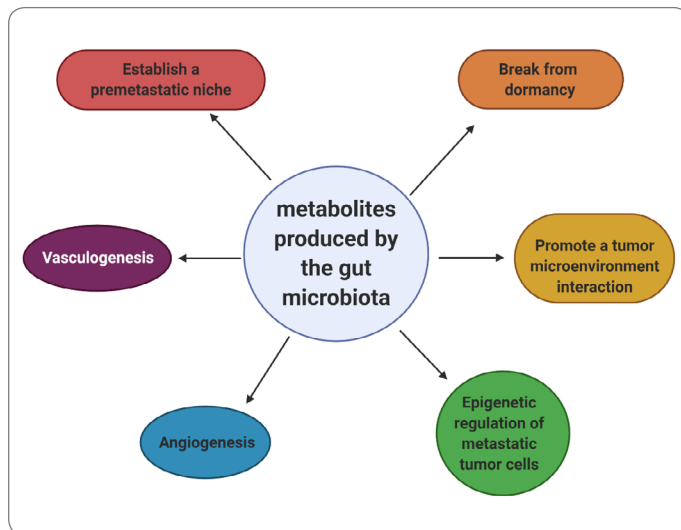 Establish a
premetastatic niche
Break from
dormancy
metabolites
produced by
the gut
microbiota
Vasculogenesis
Promote a tumor
microenvironment
interaction
Angiogenesis
Epigenetic
regulation of
metastatic
tumor cells